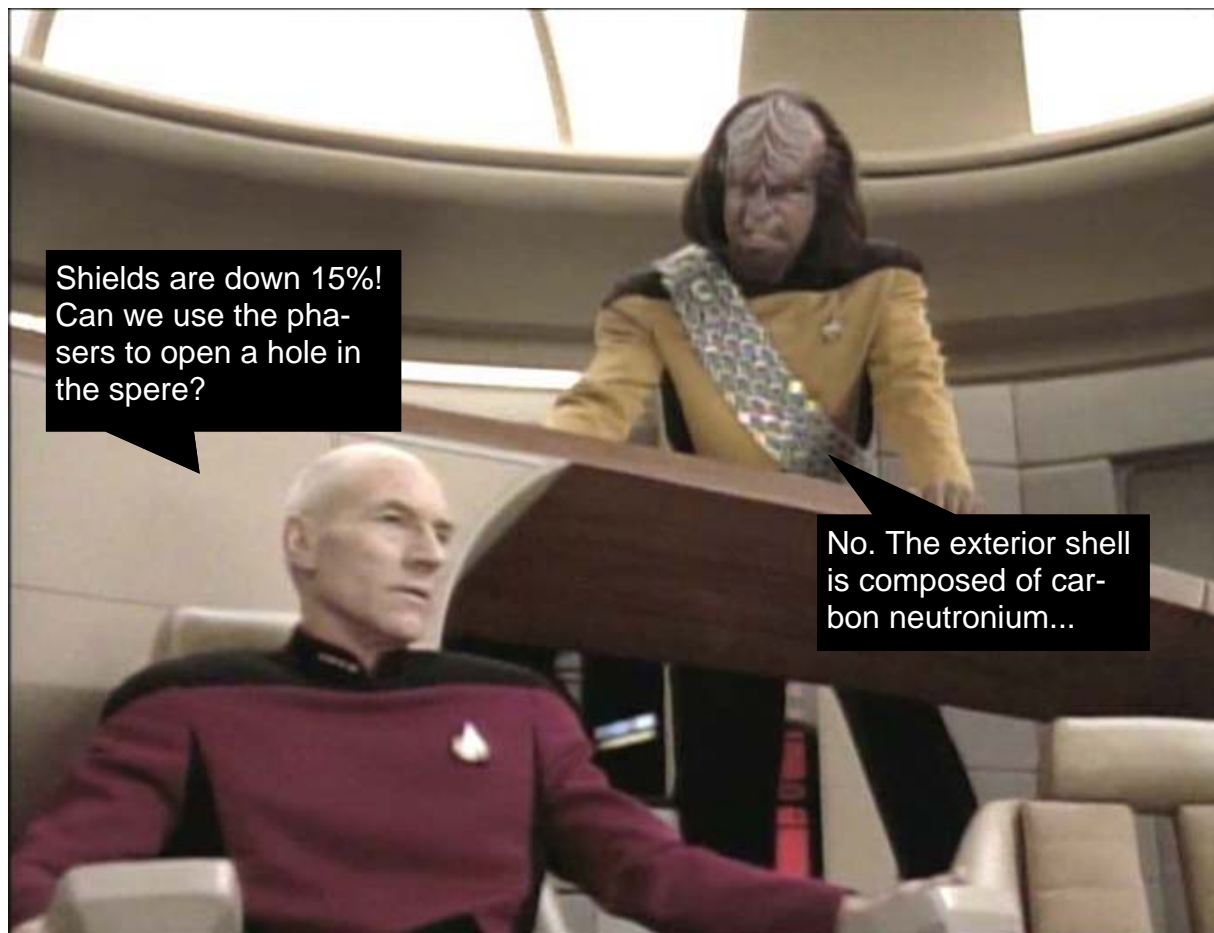 Shields are down 15%!
Can we use the pha-
sers to open a hole in
the spere?
No. The exterior shell
is composed of car-
bon neutronium...